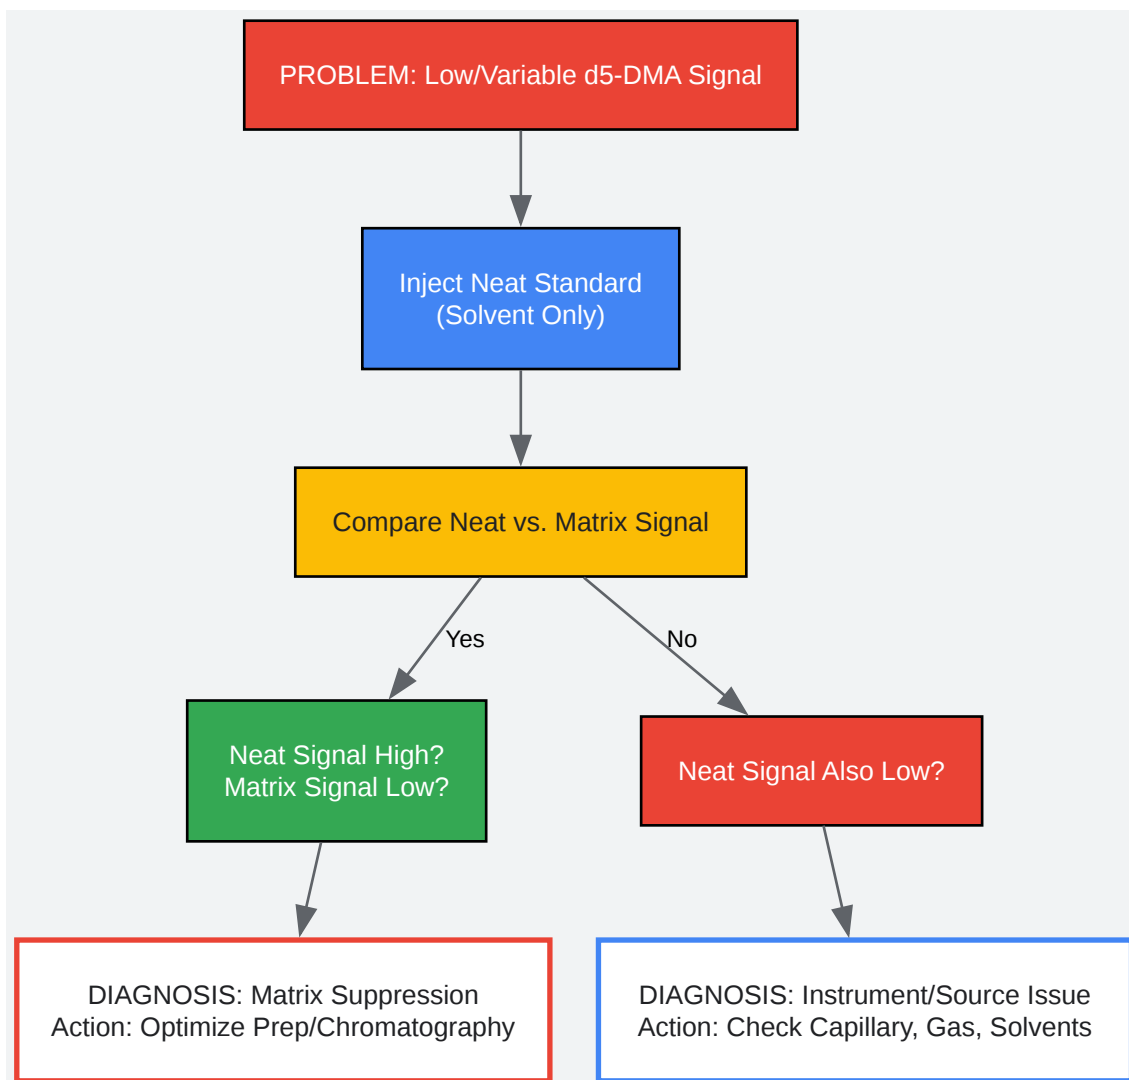 PROBLEM: Low/Variable d5-DMA Signal
Inject Neat Standard
(Solvent Only)
Compare Neat vs. Matrix Signal
Yes
No
Neat Signal High?
Matrix Signal Low?
Neat Signal Also Low?
DIAGNOSIS: Matrix Suppression
Action: Optimize Prep/Chromatography
DIAGNOSIS: Instrument/Source Issue
Action: Check Capillary, Gas, Solvents